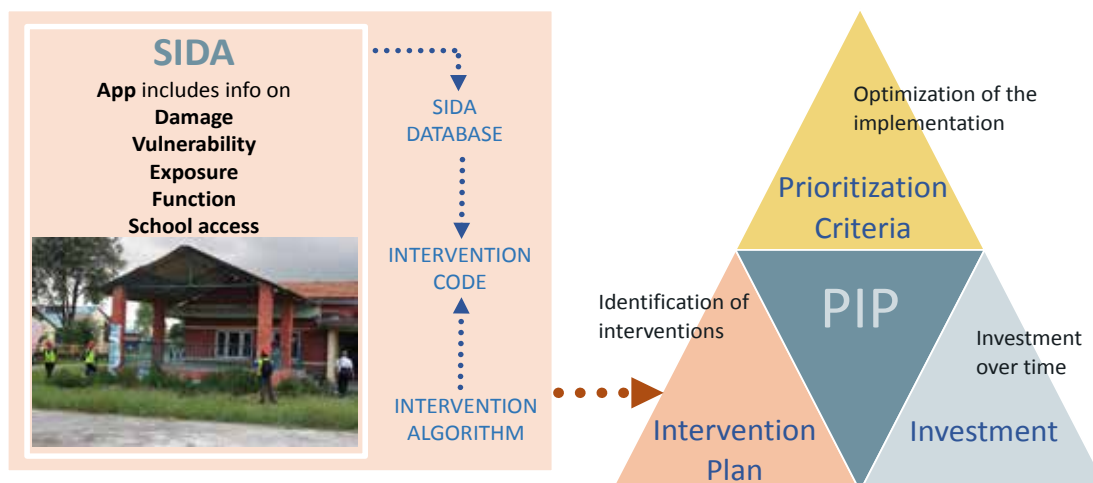 SIDA
App includes info on
Damage
Vulnerability
Exposure
Function
School access
SIDA
DATABASE
INTERVENTION
CODE
INTERVENTION
ALGORITHM
Optimization of the
implementation
Prioritization
Criteria
Identification of
interventions
PIP
Investment
over time
Intervention
Plan
Investment